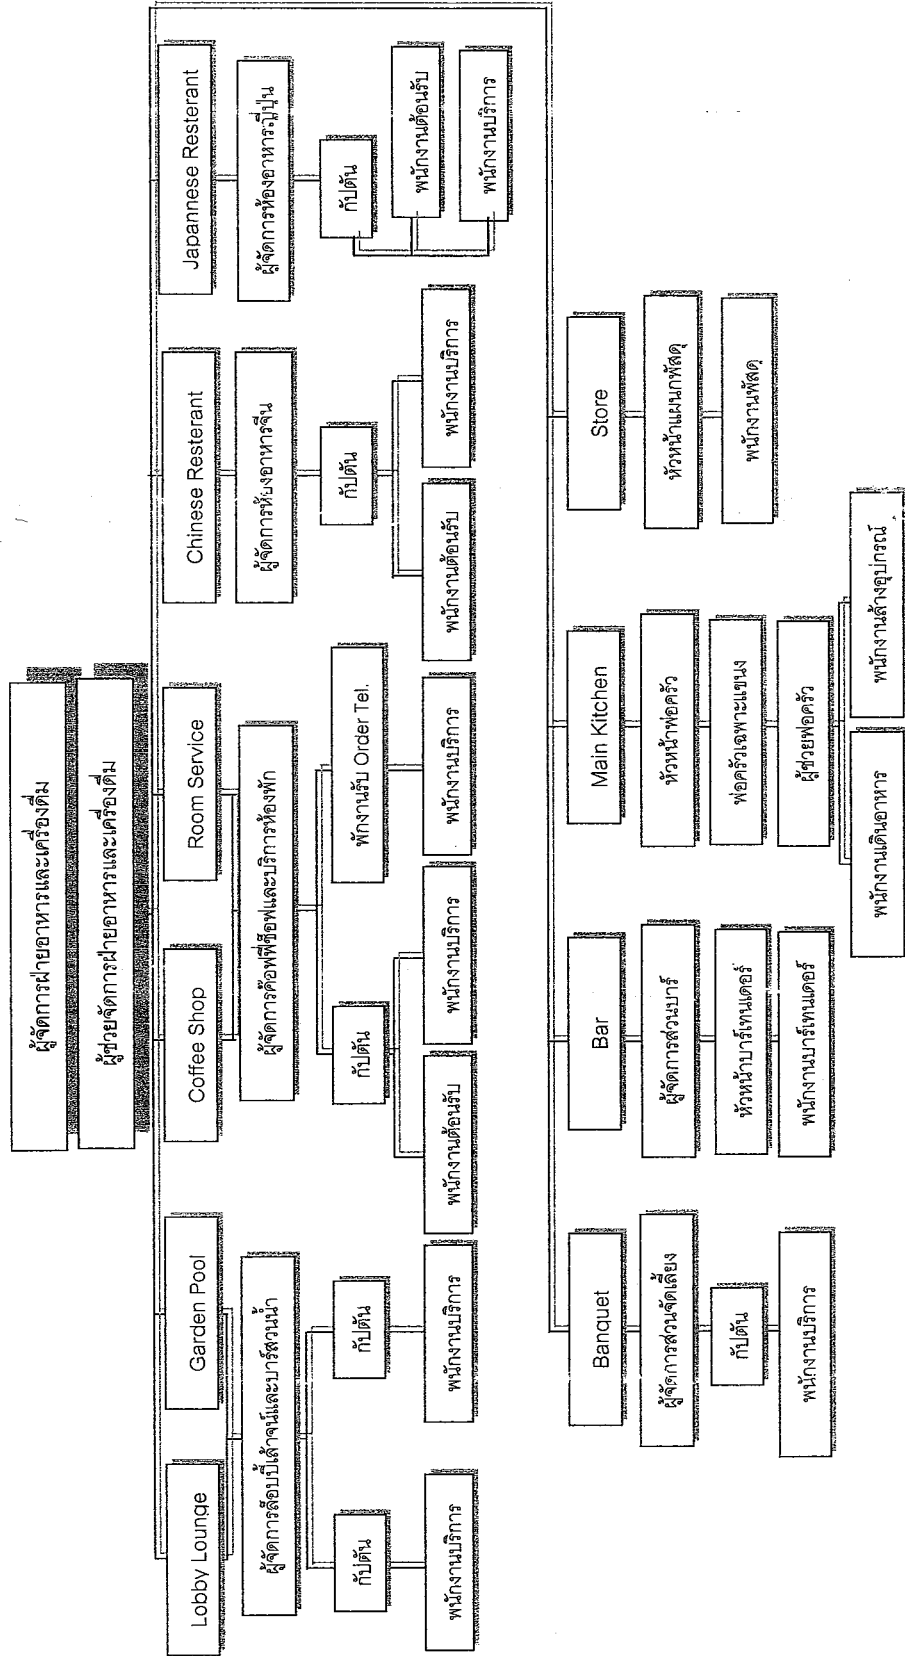 ผู้จัดการฝ่ายอาหารและเครื่องดื่ม
ผู้ช่วยจัดการฝ่ายอาหารและเครื่องดื่ม
Lobby Lounge
Garden Pool
Coffee Shop
Room Service
Chinese Resterant
Japannese Resterant
ผู้จัดการล็อบบี้เล้าจน์และบาร์สวนน้ำ
ผู้จัดการค๊อฟฟี่ช็อฟและบริการห้องพัก
ผู้จัดการห้องอาหารจีน
ผู้จัดการห้องอาหารญี่ปุ่น
กัปตัน
กัปตัน
กัปตัน
พักงานรับ Order Tel.
กัปตัน
กัปตัน
พนักงานบริการ
พนักงานบริการ
พนักงานต้อนรับ
พนักงานบริการ
พนักงานบริการ
พนักงานต้อนรับ
พนักงานบริการ
พนักงานต้อนรับ
พนักงานบริการ
Banquet
Bar
Main Kitchen
Store
ผู้จัดการส่วนจัดเลี้ยง
ผู้จัดการส่วนบาร์
หัวหน้าพ่อครัว
หัวหน้าแผนกพัสดุ
กัปตัน
หัวหน้าบาร์เทนเดอร์
พ่อครัวเฉพาะแขนง
พนักงานพัสดุ
พนักงานบริการ
พนักงานบาร์เทนเดอร์
ผู้ช่วยพ่อครัว
พนักงานเดินอาหาร
พนักงานล้างอุปกรณ์